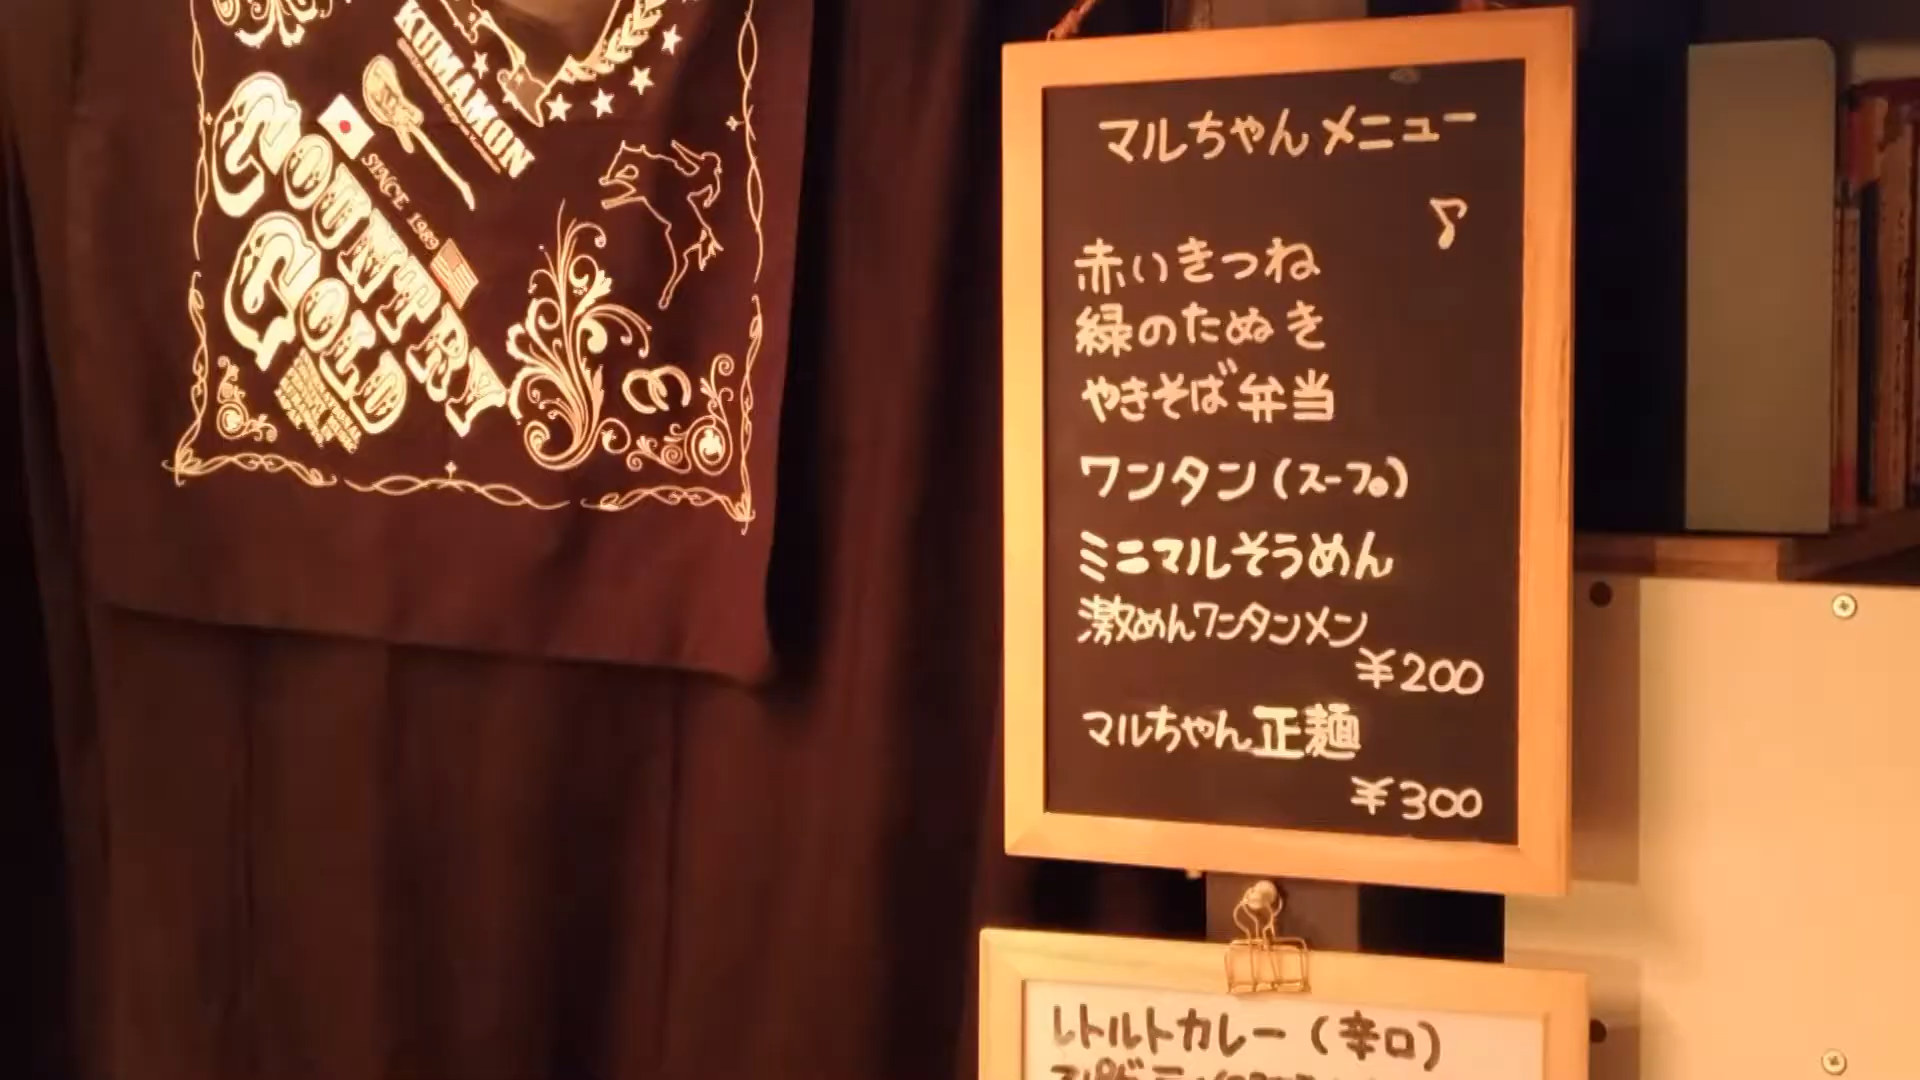 KUMAMON
COUNTRY
GOLD
SINCE 1989
マルちゃんメニュー
♪
赤いきつね
緑のたぬき
やきそば弁当
ワンタン(スープ)
ミニマルそうめん
激めんワンタンメン
¥200
マルちゃん正麺
¥300
レトルトカレー(辛口)